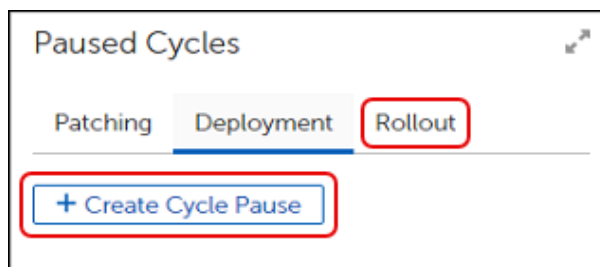 Paused Cycles
Patching Deployment Rollout
+ Create Cycle Pause